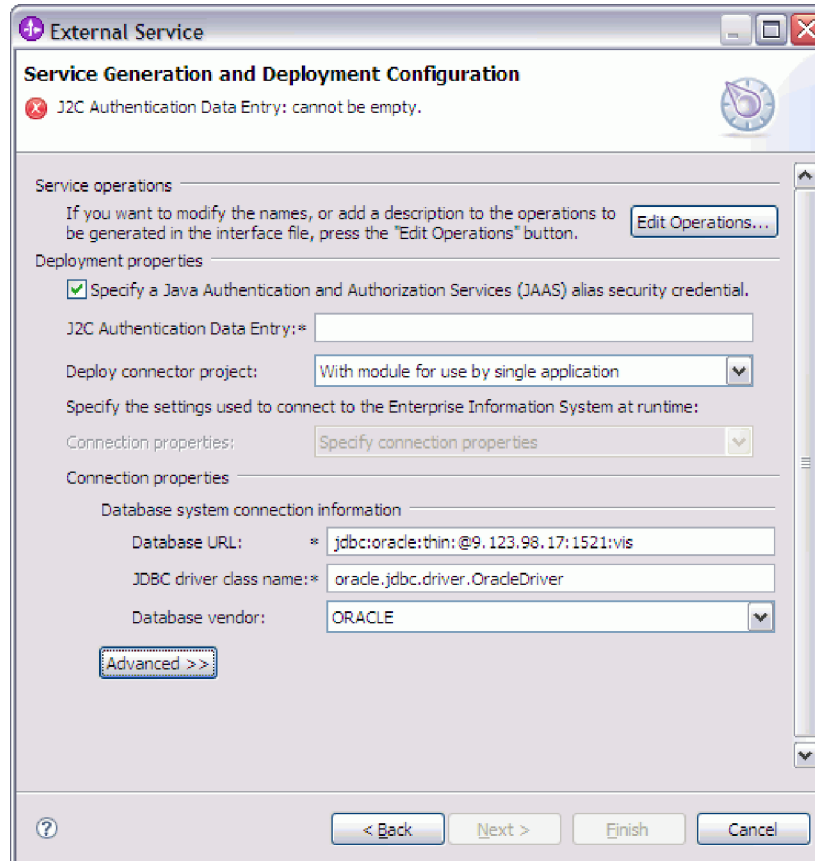 External Service
Service Generation and Deployment Configuration
J2C Authentication Data Entry: cannot be empty.
Service operations
If you want to modify the names, or add a description to the operations to
be generated in the interface file, press the "Edit Operations" button.
Edit Operations...
Deployment properties
Specify a Java Authentication and Authorization Services (JAAS) alias security credential.
J2C Authentication Data Entry:*
Deploy connector project: With module for use by single application
Specify the settings used to connect to the Enterprise Information System at runtime:
Connection properties: Specify connection properties
Connection properties
Database system connection information
Database URL: * jdbc:oracle:thin:@9.123.98.17:1521:vis
JDBC driver class name:* oracle.jdbc.driver.OracleDriver
Database vendor: ORACLE
Advanced >>
? < Back Next > Finish Cancel